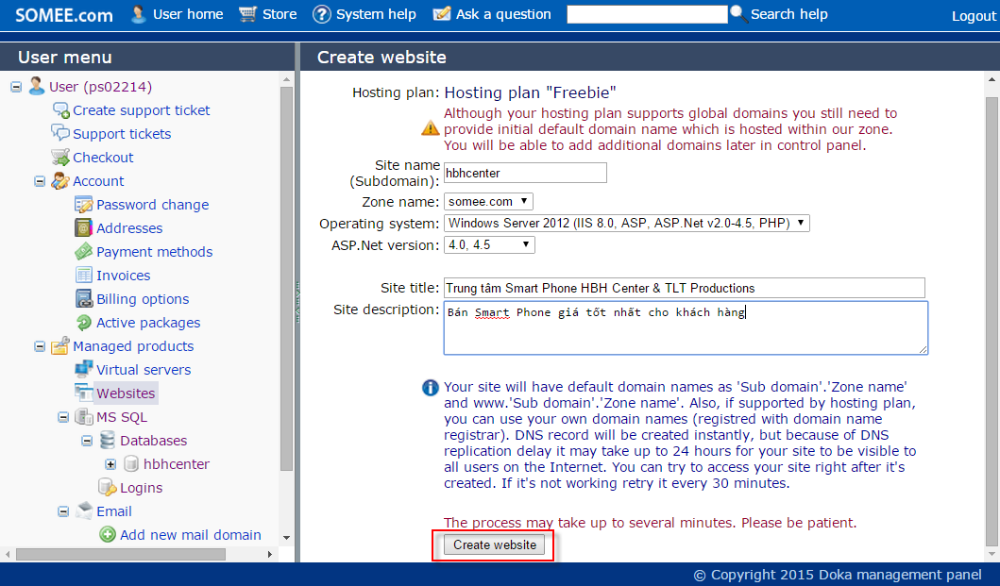 SOMEE.com User home Store System help Ask a question Search help Logout
User menu
User (ps02214)
Create support ticket
Support tickets
Checkout
Account
Password change
Addresses
Payment methods
Invoices
Billing options
Active packages
Managed products
Virtual servers
Websites
MS SQL
Databases
hbhcenter
Logins
Email
Add new mail domain
Create website
Hosting plan: Hosting plan "Freebie"
Although your hosting plan supports global domains you still need to
provide initial default domain name which is hosted within our zone.
You will be able to add additional domains later in control panel.
Site name
(Subdomain): hbhcenter
Zone name: somee.com
Operating system: Windows Server 2012 (IIS 8.0, ASP, ASP.Net v2.0-4.5, PHP)
ASP.Net version: 4.0, 4.5
Site title: Trung tâm Smart Phone HBH Center & TLT Productions
Site description: Bán Smart Phone giá tốt nhất cho khách hàng
Your site will have default domain names as 'Sub domain'.'Zone name'
and www.'Sub domain'.'Zone name'. Also, if supported by hosting plan,
you can use your own domain names (registred with domain name
registrar). DNS record will be created instantly, but because of DNS
replication delay it may take up to 24 hours for your site to be visible to
all users on the Internet. You can try to access your site right after it's
created. If it's not working retry it every 30 minutes.
The process may take up to several minutes. Please be patient.
Create website
© Copyright 2015 Doka management panel